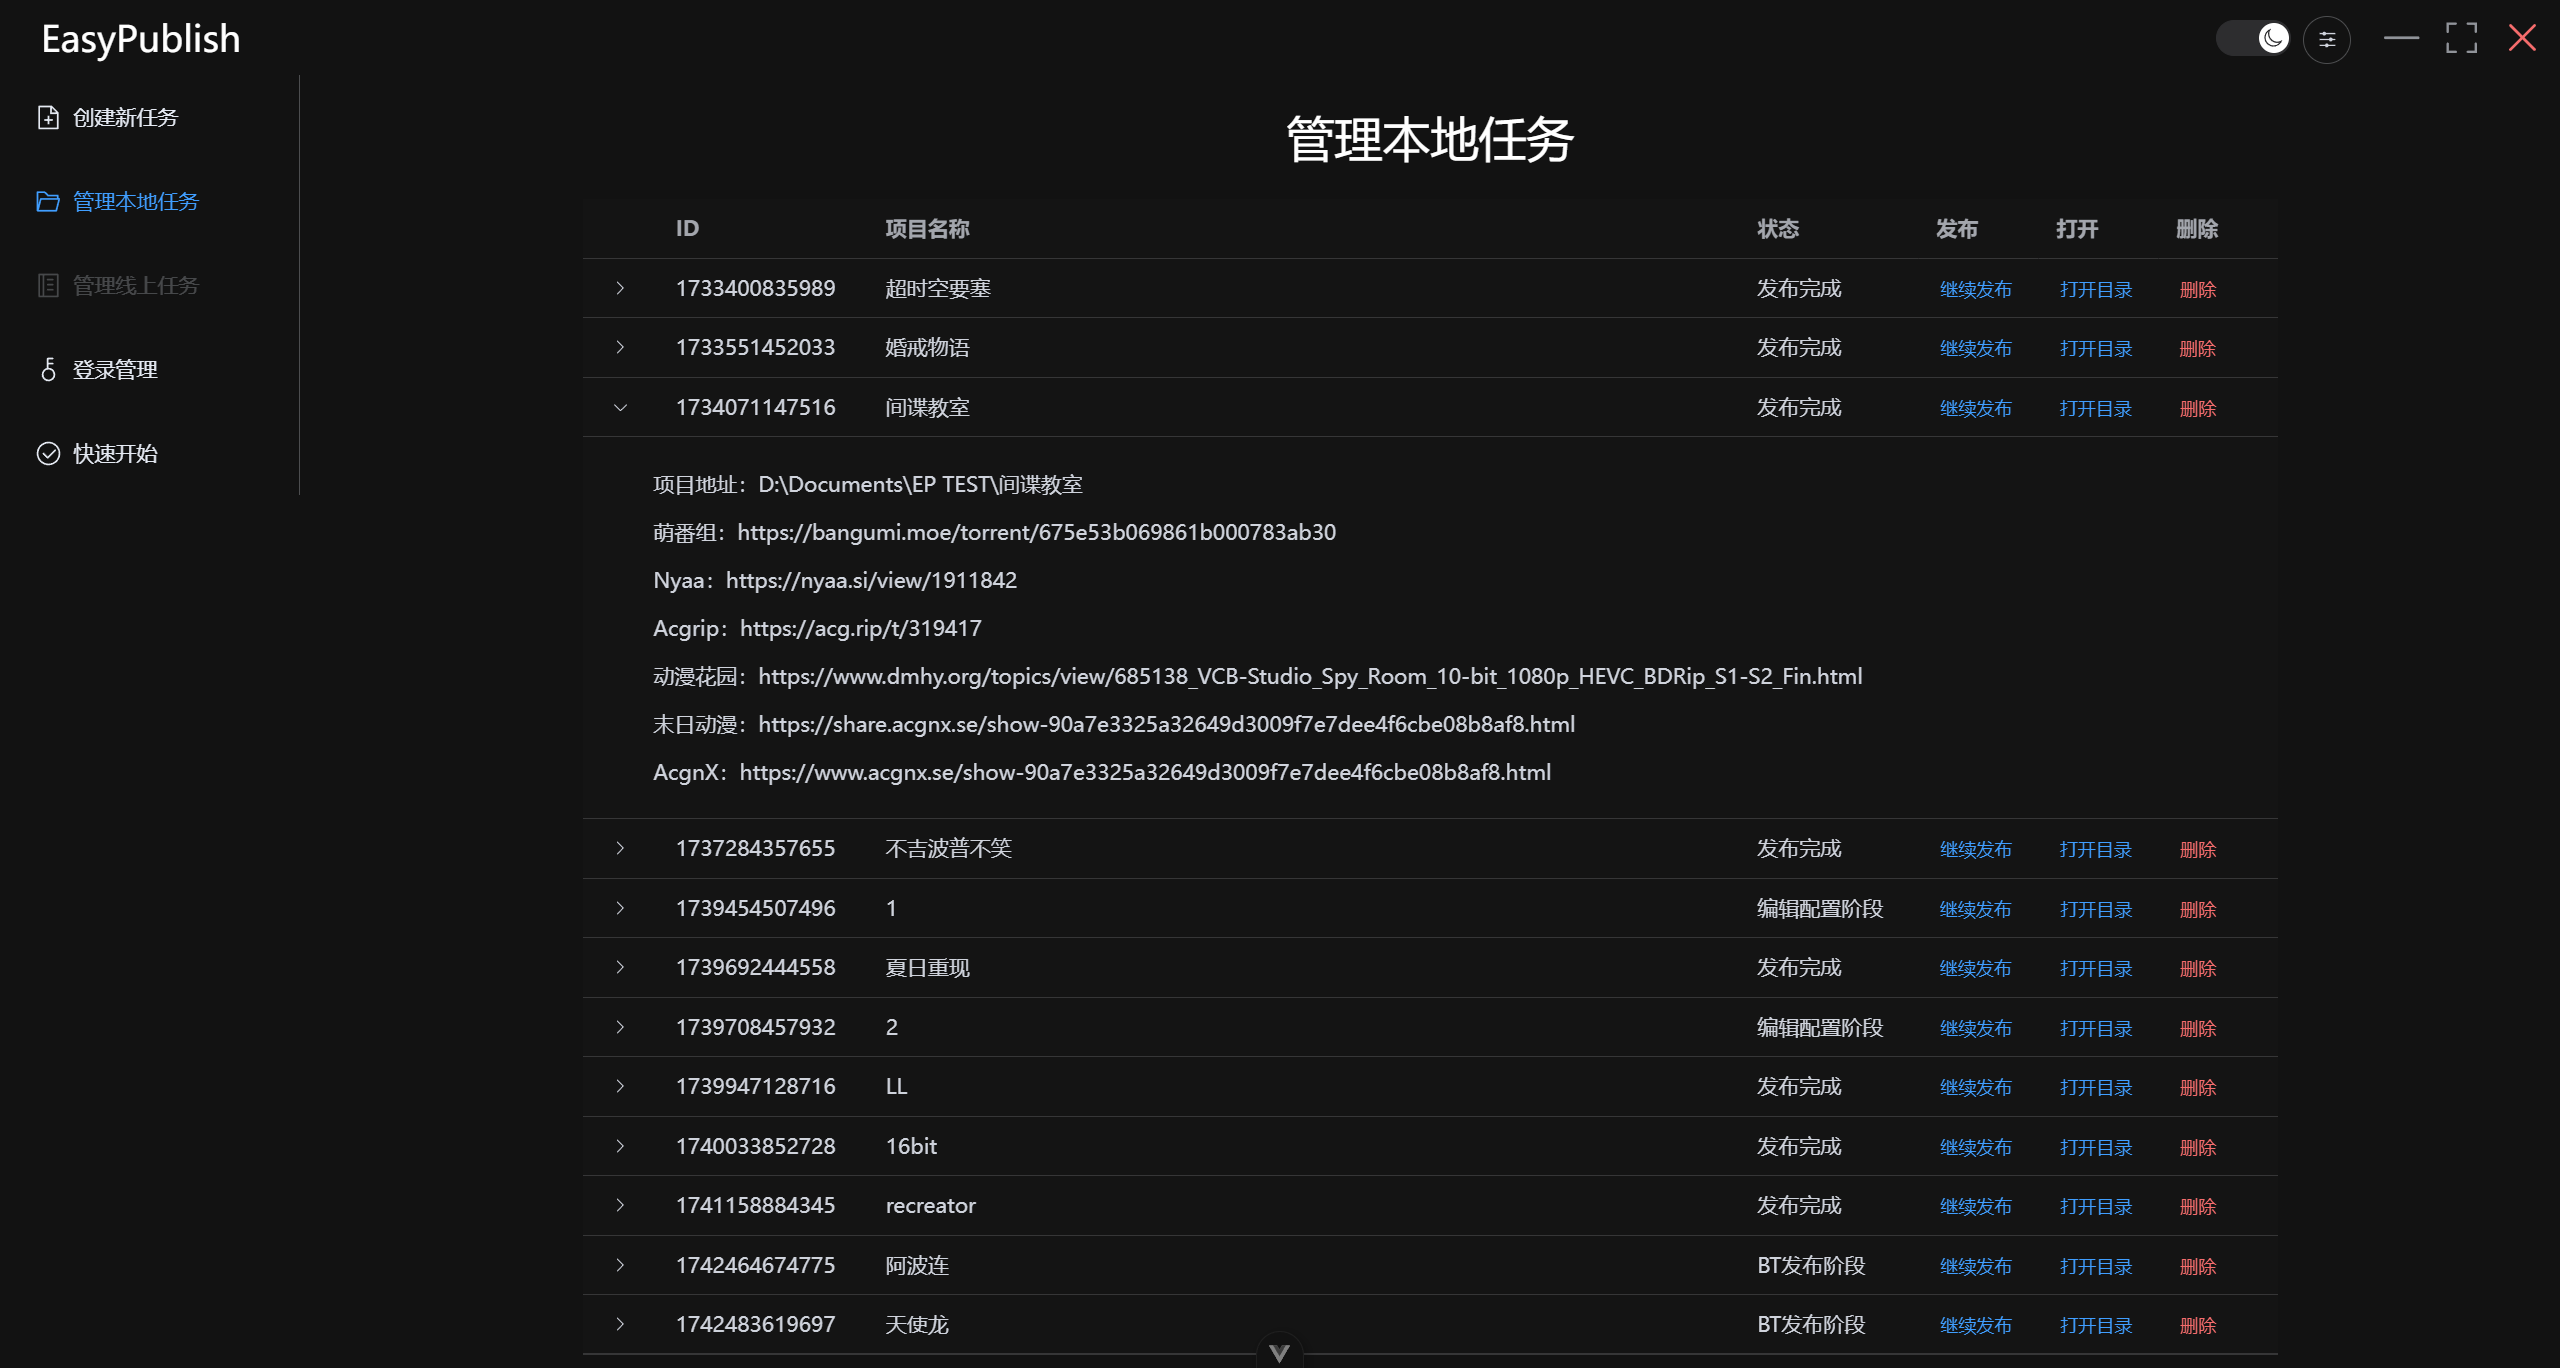 EasyPublish
创建新任务
管理本地任务
管理线上任务
登录管理
快速开始
管理本地任务
ID 项目名称 状态 发布 打开 删除
1733400835989 超时空要塞 发布完成 继续发布 打开目录 删除
1733551452033 婚戒物语 发布完成 继续发布 打开目录 删除
1734071147516 间谍教室 发布完成 继续发布 打开目录 删除
项目地址：D:\Documents\EP TEST\间谍教室
萌番组：https://bangumi.moe/torrent/675e53b069861b000783ab30
Nyaa：https://nyaa.si/view/1911842
Acgrip：https://acg.rip/t/319417
动漫花园：https://www.dmhy.org/topics/view/685138_VCB-Studio_Spy_Room_10-bit_1080p_HEVC_BDRip_S1-S2_Fin.html
末日动漫：https://share.acgnx.se/show-90a7e3325a32649d3009f7e7dee4f6cbe08b8af8.html
AcgnX：https://www.acgnx.se/show-90a7e3325a32649d3009f7e7dee4f6cbe08b8af8.html
1737284357655 不吉波普不笑 发布完成 继续发布 打开目录 删除
1739454507496 1 编辑配置阶段 继续发布 打开目录 删除
1739692444558 夏日重现 发布完成 继续发布 打开目录 删除
1739708457932 2 编辑配置阶段 继续发布 打开目录 删除
1739947128716 LL 发布完成 继续发布 打开目录 删除
1740033852728 16bit 发布完成 继续发布 打开目录 删除
1741158884345 recreator 发布完成 继续发布 打开目录 删除
1742464674775 阿波连 BT发布阶段 继续发布 打开目录 删除
1742483619697 天使龙 BT发布阶段 继续发布 打开目录 删除